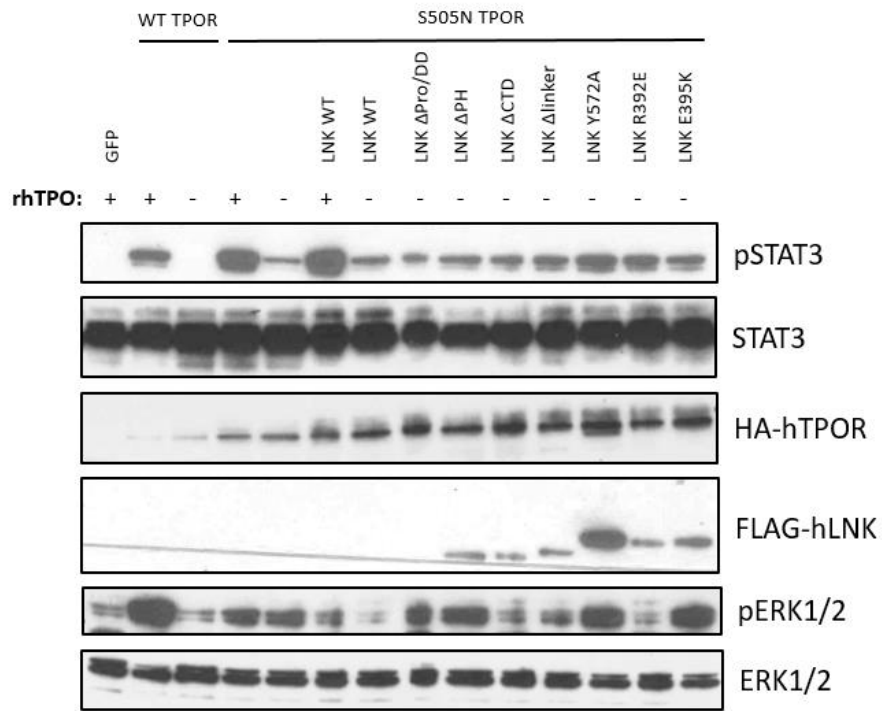 WT TPOR
S505N TPOR
GFP
LNK WT
LNK WT
LNK ΔPro/DD
LNK ΔPH
LNK ΔCTD
LNK Δlinker
LNK Y572A
LNK R392E
LNK E395K
rhTPO: + + - + - + - - - - - - - -
pSTAT3
STAT3
HA-hTPOR
FLAG-hLNK
pERK1/2
ERK1/2